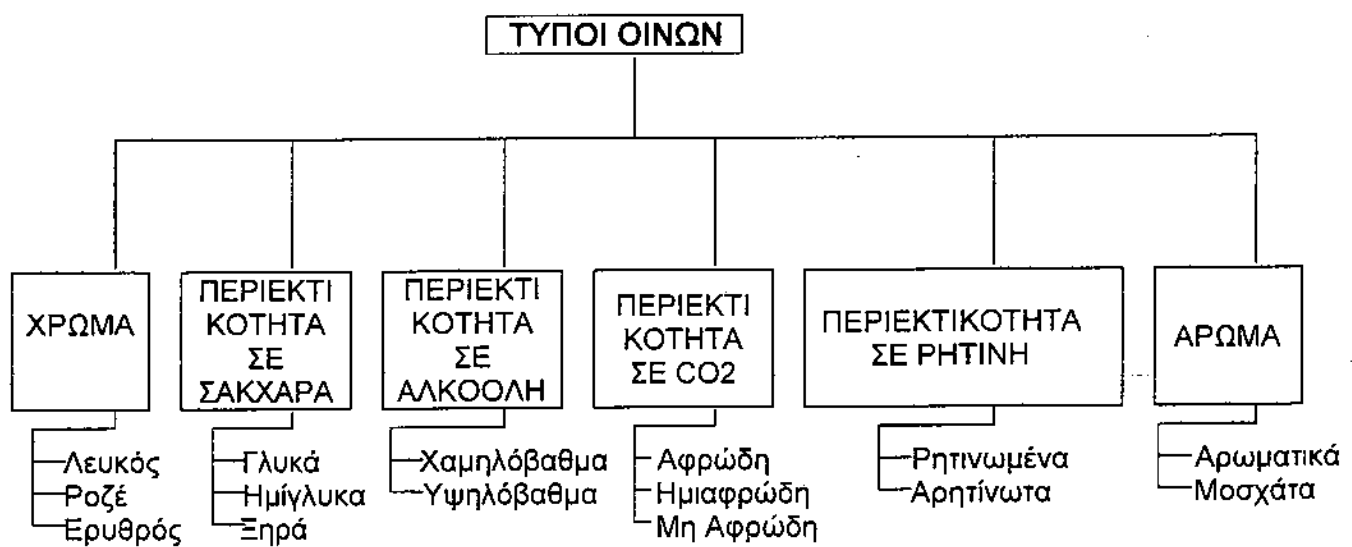 ΤΥΠΟΙ ΟΙΝΩΝ
ΧΡΩΜΑ
Λευκός
Ροζέ
Ερυθρός
ΠΕΡΙΕΚΤΙ
ΚΟΤΗΤΑ
ΣΕ
ΣΑΚΧΑΡΑ
Γλυκά
Ημίγλυκα
Ξηρά
ΠΕΡΙΕΚΤΙ
ΚΟΤΗΤΑ
ΣΕ
ΑΛΚΟΟΛΗ
Χαμηλόβαθμα
Υψηλόβαθμα
ΠΕΡΙΕΚΤΙ
ΚΟΤΗΤΑ
ΣΕ CO2
Αφρώδη
Ημιαφρώδη
Μη Αφρώδη
ΠΕΡΙΕΚΤΙΚΟΤΗΤΑ
ΣΕ ΡΗΤΙΝΗ
Ρητινωμένα
Αρητίνωτα
ΑΡΩΜΑ
Αρωματικά
Μοσχάτα